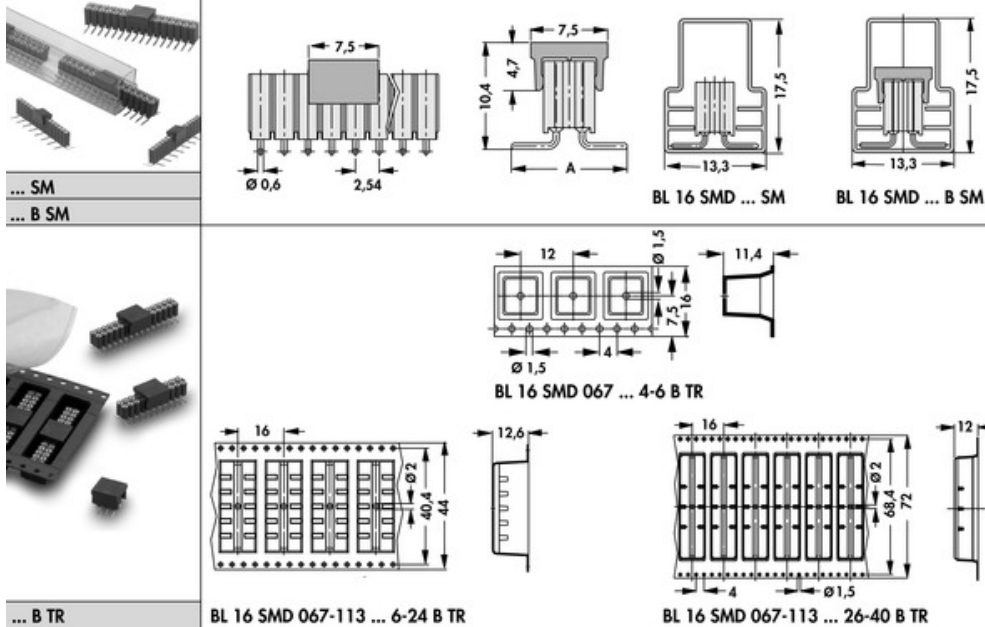 7,5
7,5
10,4
4,7
17,5
17,5
Ø 0,6
2,54
A
13,3
13,3
BL 16 SMD ... SM
BL 16 SMD ... B SM
... SM
... B SM
12
Ø 1,5
11,4
7,5
16
Ø 1,5
4
BL 16 SMD 067 ... 4-6 B TR
16
12,6
16
12
Ø 2
40,4
44
Ø 2
68,4
72
4
Ø 1,5
... B TR
BL 16 SMD 067-113 ... 6-24 B TR
BL 16 SMD 067-113 ... 26-40 B TR